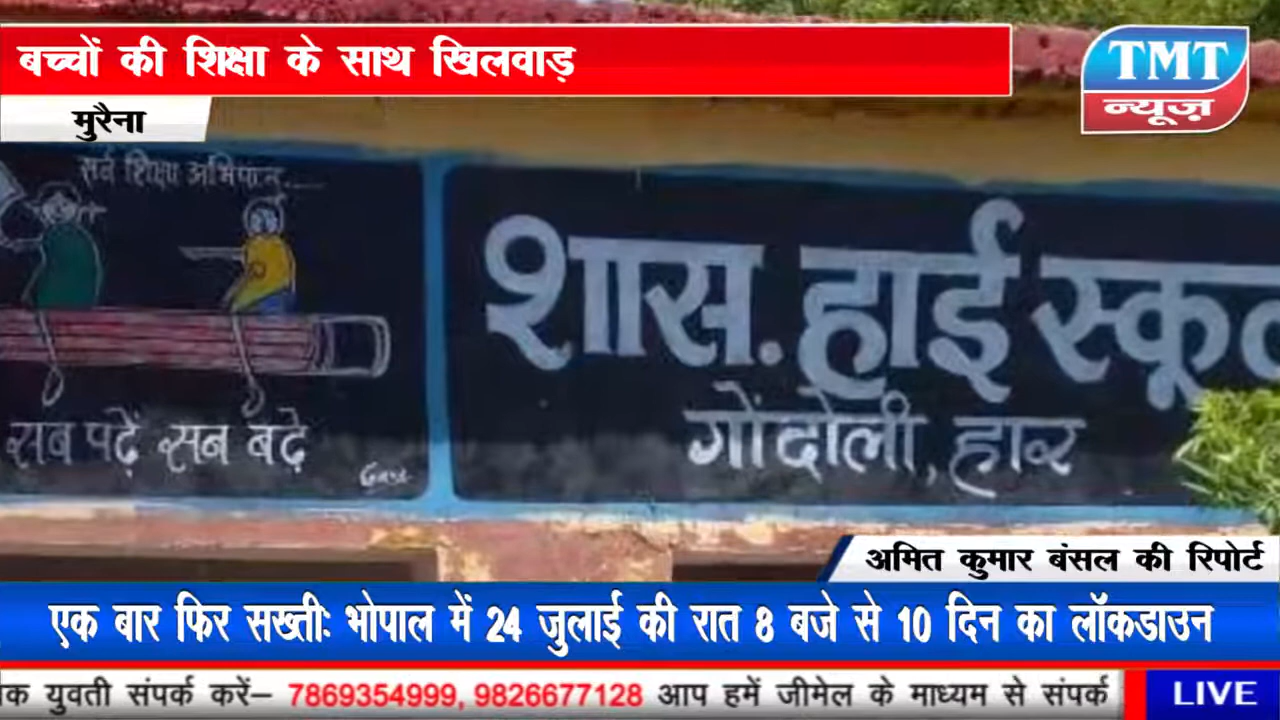 बच्चों की शिक्षा के साथ खिलवाड़
TMT
न्यूज़
मुरैना
सर्व शिक्षा अभियान....
शास. हाई स्कूल
गोंदोली, हार
सब पढ़ें सब बढ़े
अमित कुमार बंसल की रिपोर्ट
एक बार फिर सख्ती: भोपाल में 24 जुलाई की रात 8 बजे से 10 दिन का लॉकडाउन
क युवती संपर्क करें– 7869354999, 9826677128 आप हमें जीमेल के माध्यम से संपर्क
LIVE